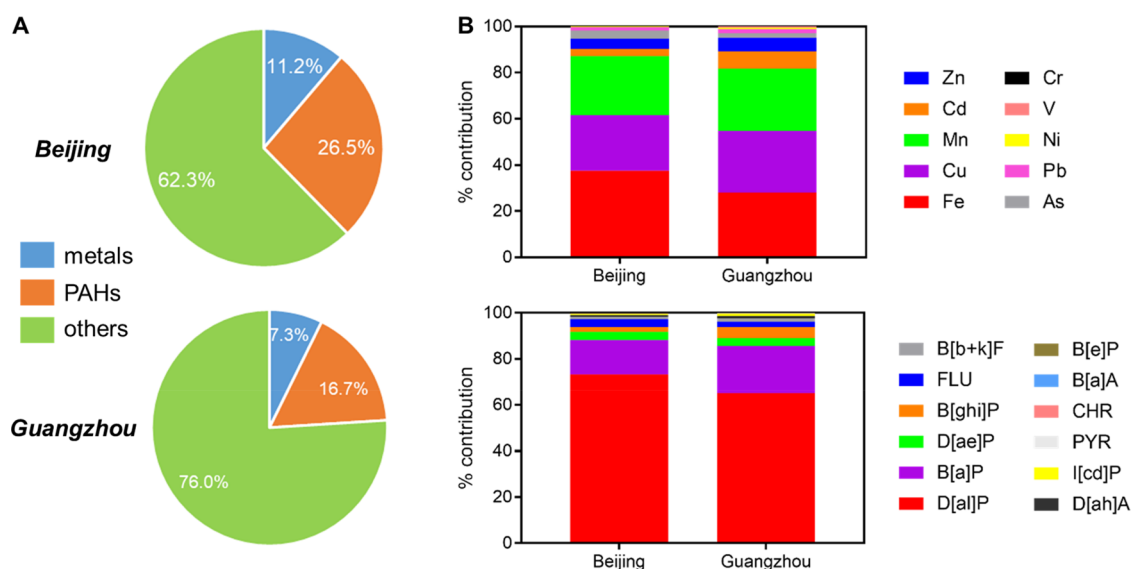 A
Beijing
11.2%
26.5%
62.3%
metals
PAHs
others
Guangzhou
7.3%
16.7%
76.0%
B
% contribution
100
80
60
40
20
0
Beijing Guangzhou
Zn Cr
Cd V
Mn Ni
Cu Pb
Fe As
% contribution
100
80
60
40
20
0
Beijing Guangzhou
B[b+k]F B[e]P
FLU B[a]A
B[ghi]P CHR
D[ae]P PYR
B[a]P I[cd]P
D[al]P D[ah]A